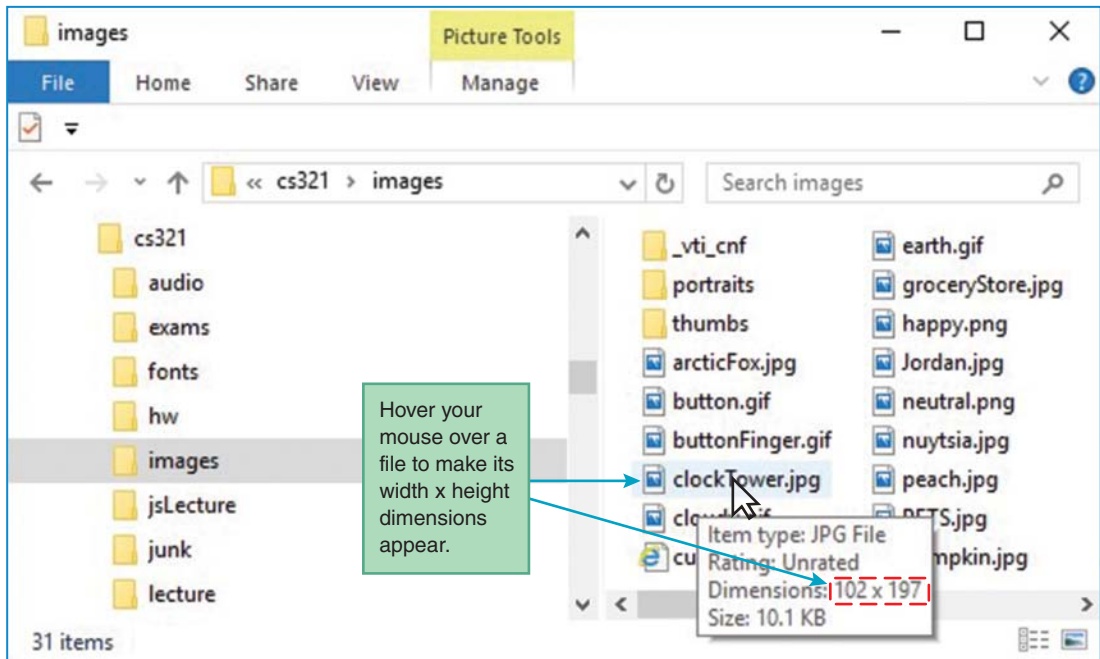 images
Picture Tools
File Home Share View Manage
« cs321 > images
Search images
cs321
audio
exams
fonts
hw
images
jsLecture
junk
lecture
Hover your
mouse over a
file to make its
width x height
dimensions
appear.
_vti_cnf
portraits
thumbs
arcticFox.jpg
button.gif
buttonFinger.gif
clockTower.jpg
earth.gif
groceryStore.jpg
happy.png
Jordan.jpg
neutral.png
nuytsia.jpg
peach.jpg
Item type: JPG File
Rating: Unrated
Dimensions: 102 x 197
Size: 10.1 KB
31 items